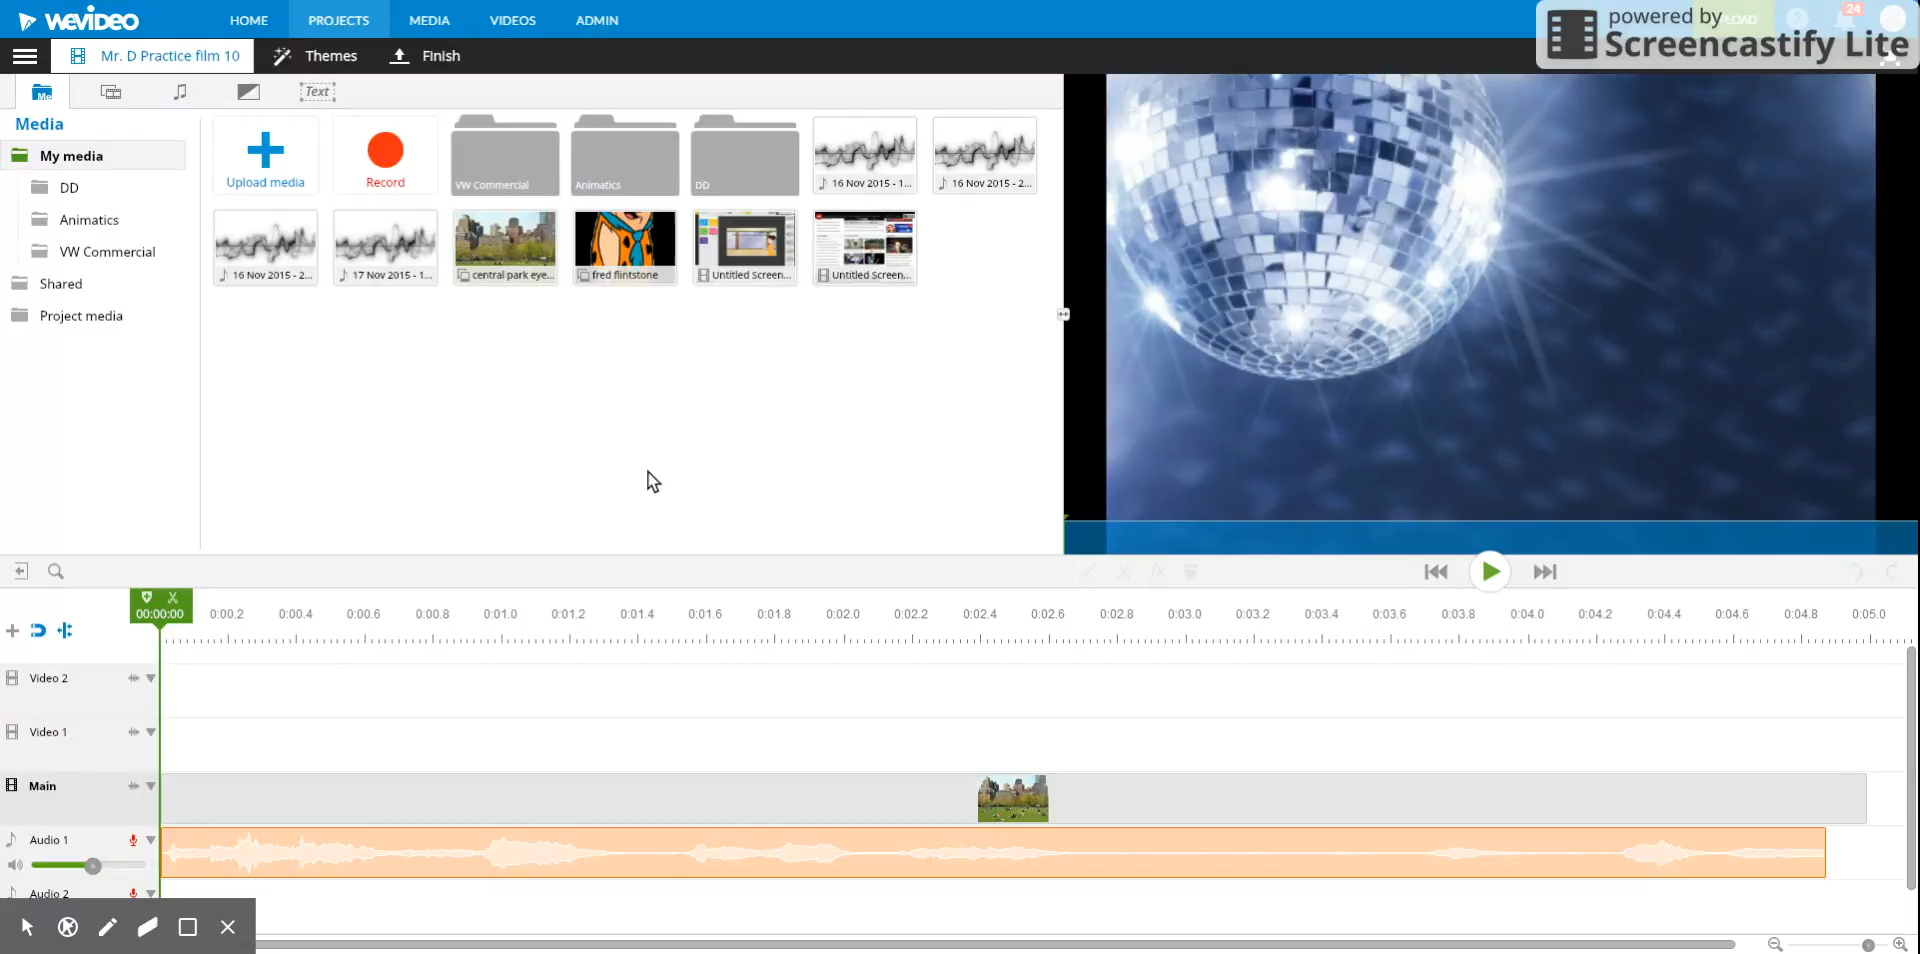 WEVIDEO HOME PROJECTS MEDIA VIDEOS ADMIN 24
powered by
Screencastify Lite
Mr. D Practice film 10 Themes Finish
Me Text
Media
My media
DD
Animatics
VW Commercial
Shared
Project media
Upload media Record VW Commercial Animatics DD 16 Nov 2015 - 1... 16 Nov 2015 - 2...
16 Nov 2015 - 2... 17 Nov 2015 - 1... central park eye... fred flintstone Untitled Screen... Untitled Screen...
00:00:00 0:00.2 0:00.4 0:00.6 0:00.8 0:01.0 0:01.2 0:01.4 0:01.6 0:01.8 0:02.0 0:02.2 0:02.4 0:02.6 0:02.8 0:03.0 0:03.2 0:03.4 0:03.6 0:03.8 0:04.0 0:04.2 0:04.4 0:04.6 0:04.8 0:05.0
Video 2
Video 1
Main
Audio 1
Audio 2